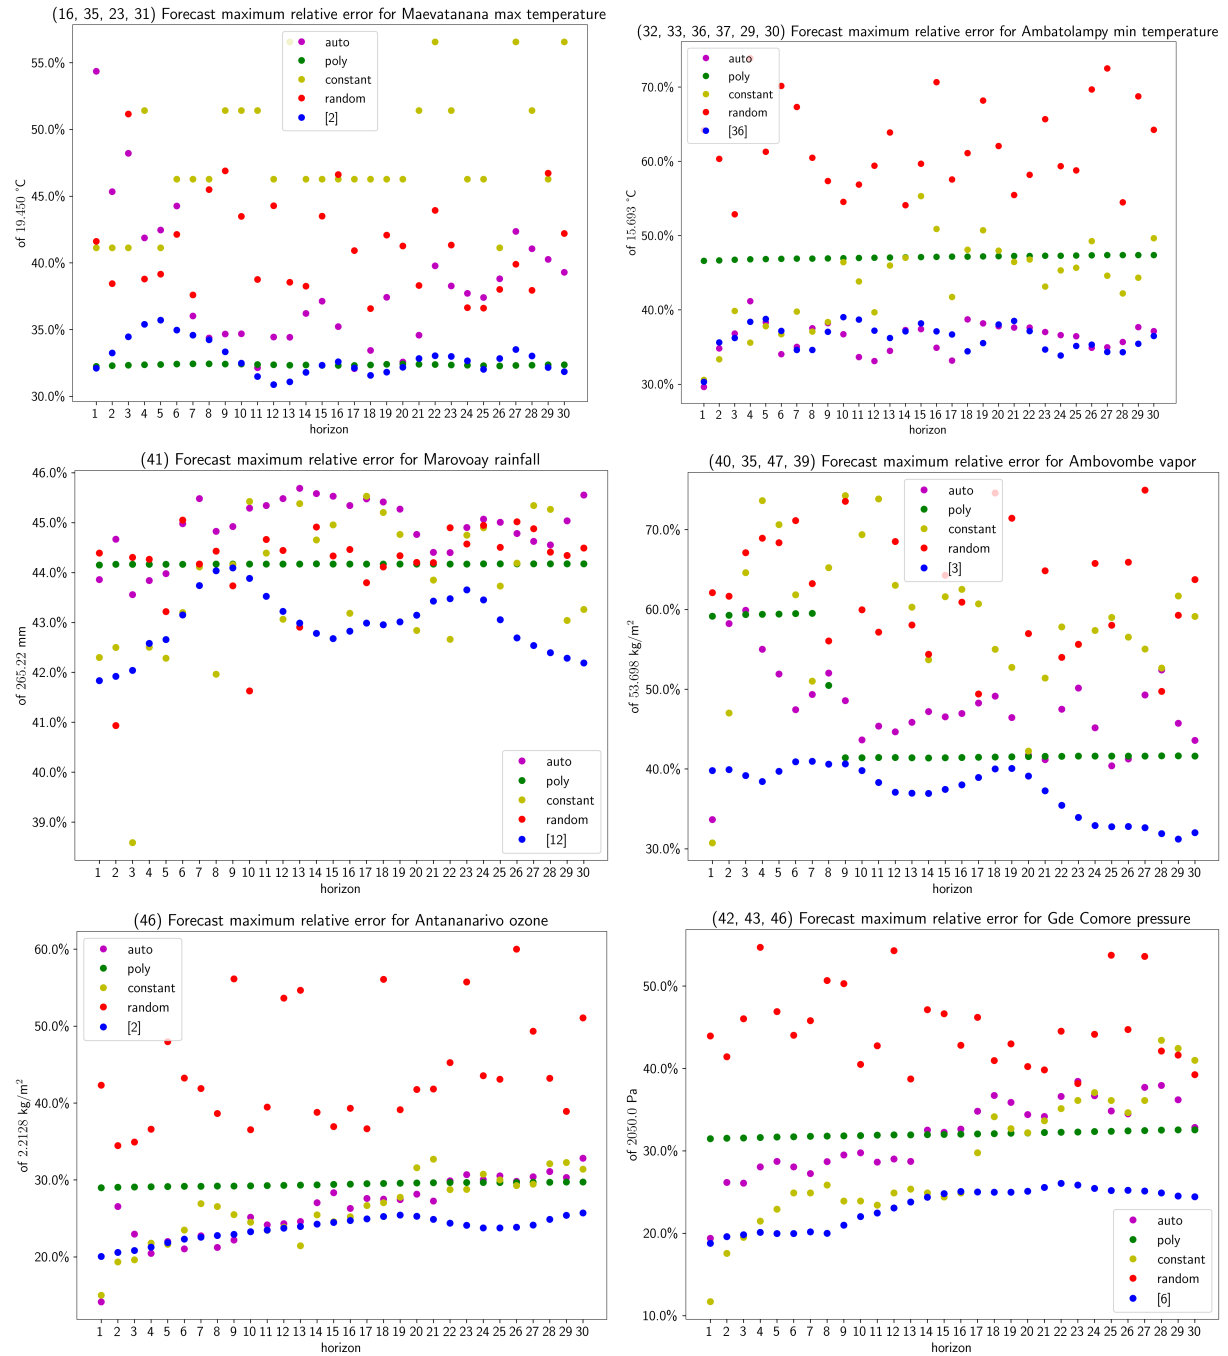 (16, 35, 23, 31) Forecast maximum relative error for Maevatanana max temperature
55.0%
50.0%
45.0%
40.0%
35.0%
30.0%
of 19.450 °C
auto
poly
constant
random
[2]
1 2 3 4 5 6 7 8 9 10 11 12 13 14 15 16 17 18 19 20 21 22 23 24 25 26 27 28 29 30
horizon
(32, 33, 36, 37, 29, 30) Forecast maximum relative error for Ambatolampy min temperature
70.0%
60.0%
50.0%
40.0%
30.0%
of 15.693 °C
auto
poly
constant
random
[36]
1 2 3 4 5 6 7 8 9 10 11 12 13 14 15 16 17 18 19 20 21 22 23 24 25 26 27 28 29 30
horizon
(41) Forecast maximum relative error for Marovoay rainfall
46.0%
45.0%
44.0%
43.0%
42.0%
41.0%
40.0%
39.0%
of 265.22 mm
auto
poly
constant
random
[12]
1 2 3 4 5 6 7 8 9 10 11 12 13 14 15 16 17 18 19 20 21 22 23 24 25 26 27 28 29 30
horizon
(40, 35, 47, 39) Forecast maximum relative error for Ambovombe vapor
70.0%
60.0%
50.0%
40.0%
30.0%
of 53.698 kg/m²
auto
poly
constant
random
[3]
1 2 3 4 5 6 7 8 9 10 11 12 13 14 15 16 17 18 19 20 21 22 23 24 25 26 27 28 29 30
horizon
(46) Forecast maximum relative error for Antananarivo ozone
60.0%
50.0%
40.0%
30.0%
20.0%
of 2.2128 kg/m²
auto
poly
constant
random
[2]
1 2 3 4 5 6 7 8 9 10 11 12 13 14 15 16 17 18 19 20 21 22 23 24 25 26 27 28 29 30
horizon
(42, 43, 46) Forecast maximum relative error for Gde Comore pressure
50.0%
40.0%
30.0%
20.0%
10.0%
of 2050.0 Pa
auto
poly
constant
random
[6]
1 2 3 4 5 6 7 8 9 10 11 12 13 14 15 16 17 18 19 20 21 22 23 24 25 26 27 28 29 30
horizon